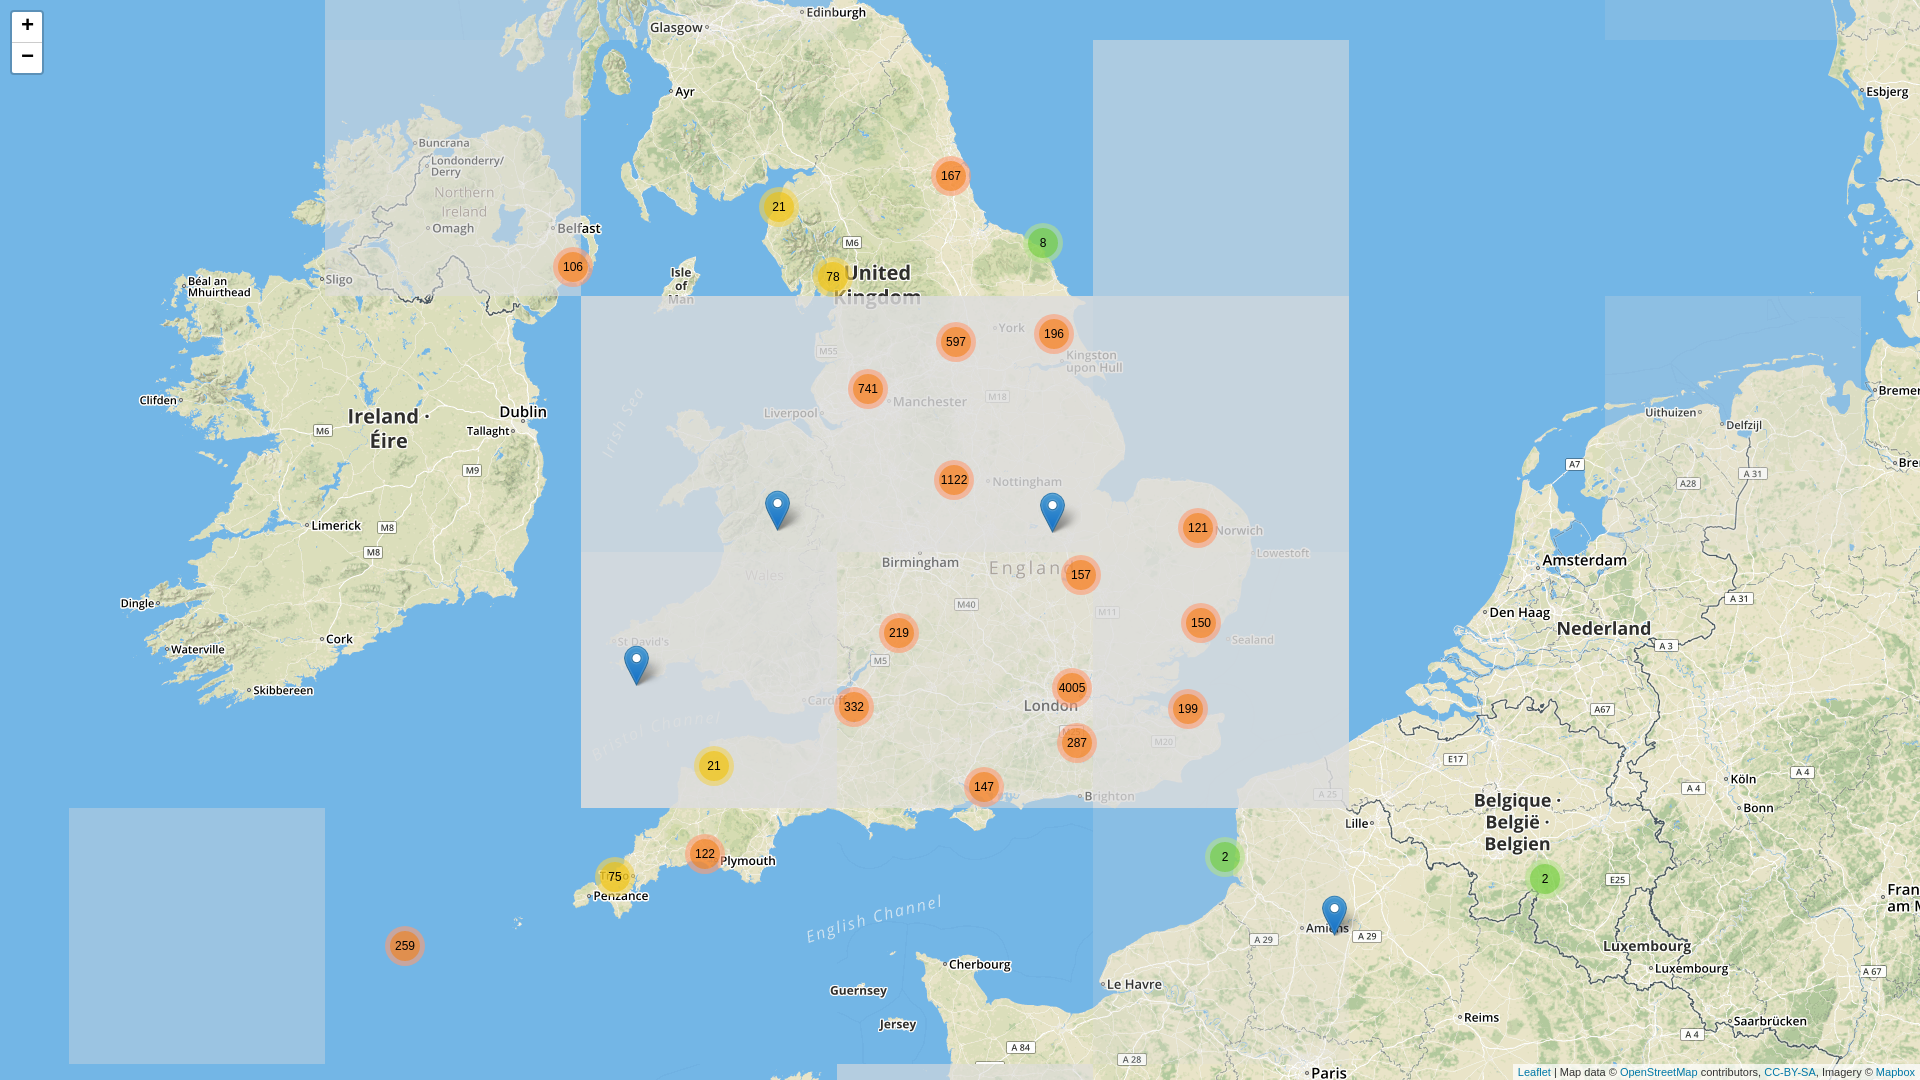 +
−
Edinburgh
Glasgow
Ayr
Esbjerg
Buncrana
Londonderry/
Derry
Northern
Ireland
Omagh
Belfast
167
21
8
M6
106
78
United
Kingdom
Isle
of
Man
Sligo
Béal an
Mhuirthead
York
196
597
M55
Kingston
upon Hull
741
Manchester
M18
Liverpool
Irish Sea
Clifden
Ireland ·
Éire
Dublin
Tallaght
M6
M9
Uithuizen
Delfzijl
A7
A 31
A28
1122
Nottingham
Limerick
M8
M8
121
Norwich
Lowestoft
Birmingham
England
157
Wales
Amsterdam
Dingle
M40
M11
A 31
Den Haag
Nederland
Cork
Waterville
219
150
Sealand
St David's
M5
A 3
Skibbereen
4005
London
332
199
A67
Bristol Channel
287
M20
E17
21
147
Brighton
A 25
Köln
A 4
A 4
Bonn
Belgique ·
België ·
Belgien
Lille
122
Plymouth
75
Penzance
2
2
E25
English Channel
259
Amiens
A 29
A 29
Luxembourg
Luxembourg
Cherbourg
A 67
Le Havre
Guernsey
Jersey
Reims
Saarbrücken
A 84
A 28
A 4
A 4
Paris
Leaflet | Map data © OpenStreetMap contributors, CC-BY-SA, Imagery © Mapbox